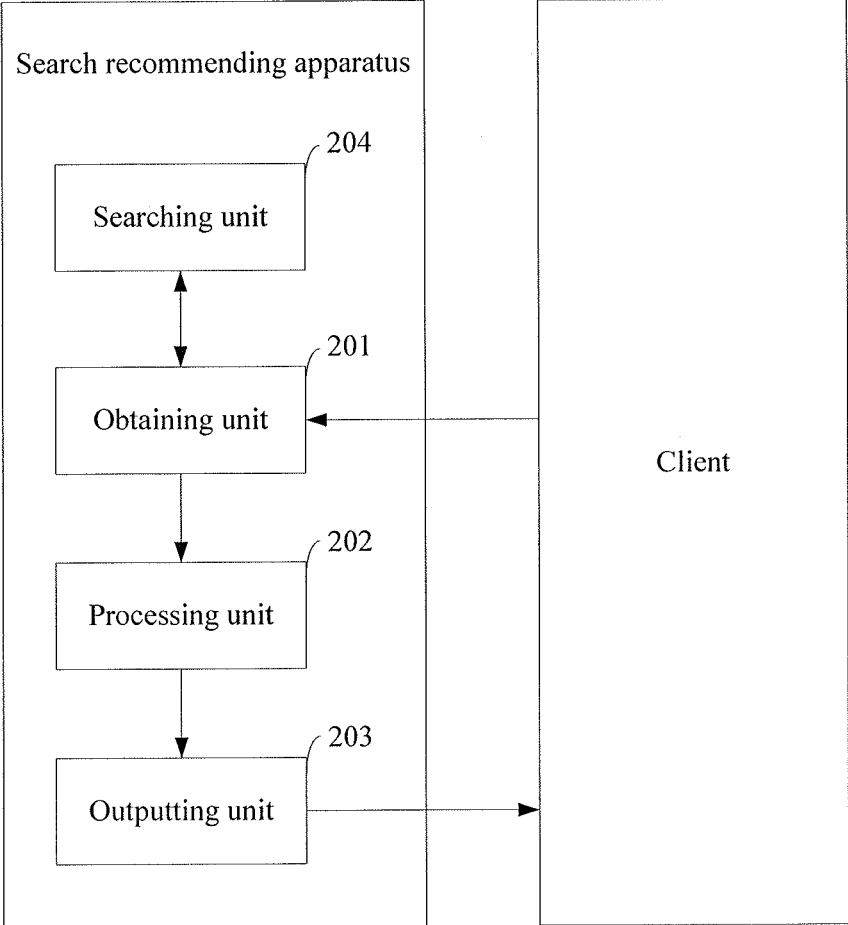 Search recommending apparatus
204
Searching unit
201
Obtaining unit
Client
202
Processing unit
203
Outputting unit